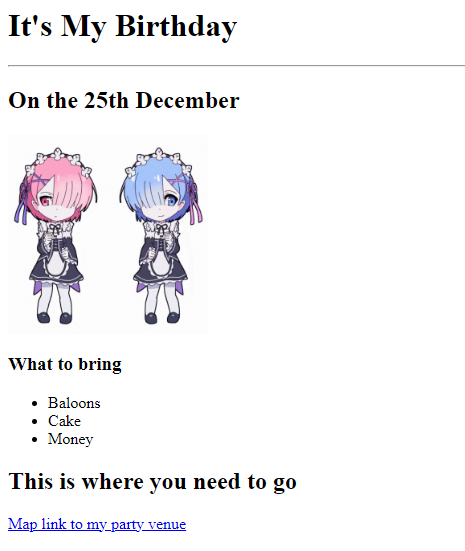 It's My Birthday
On the 25th December
What to bring
Baloons
Cake
Money
This is where you need to go
Map link to my party venue